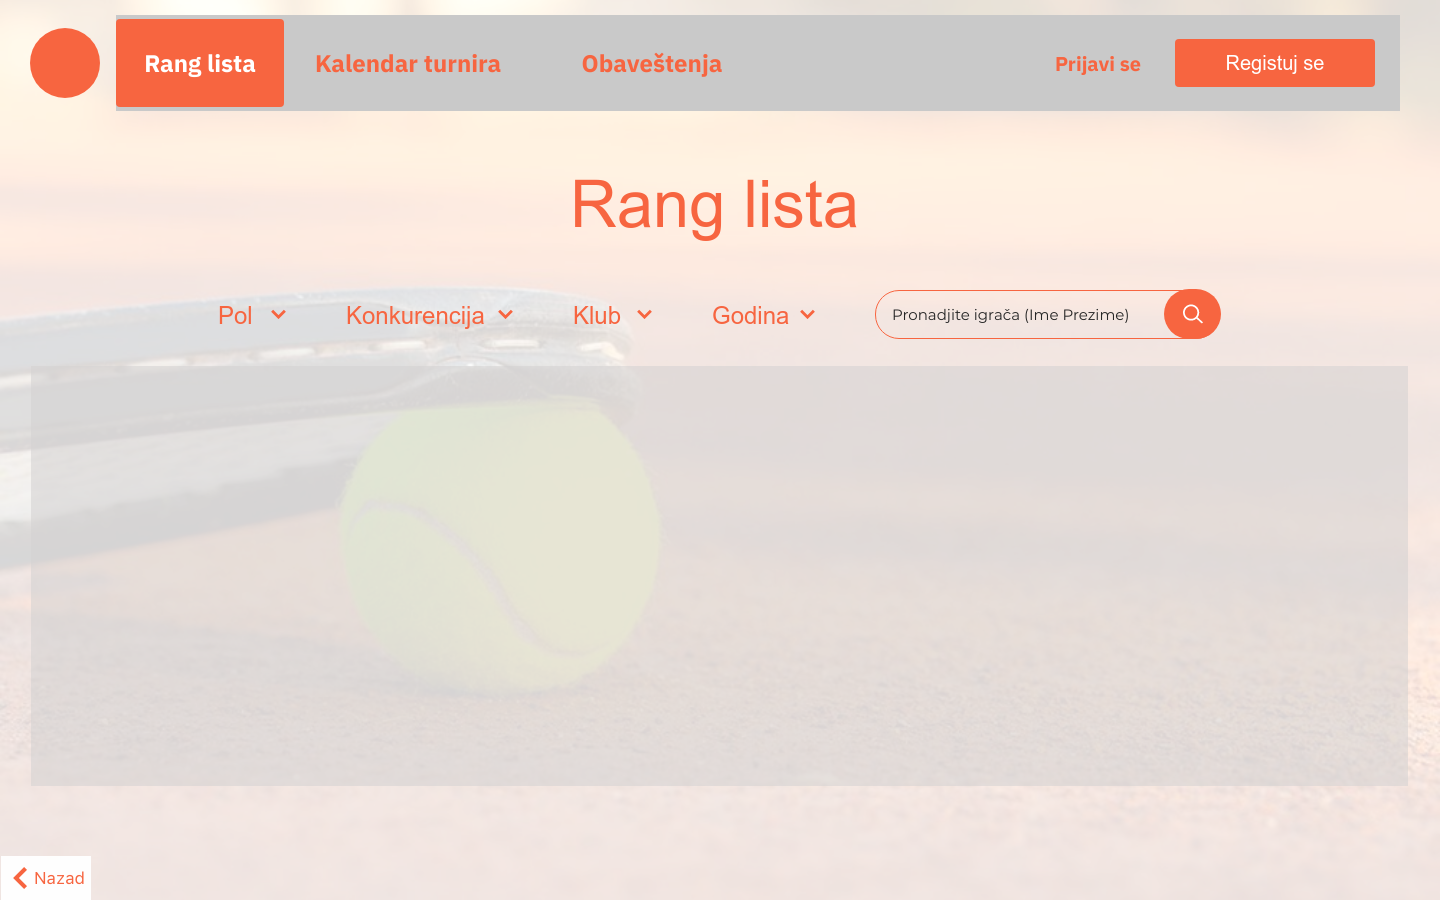 Rang lista
Kalendar turnira
Obaveštenja
Prijavi se
Registuj se
Rang lista
Pol
Konkurencija
Klub
Godina
Pronadjite igrača (Ime Prezime)
Nazad